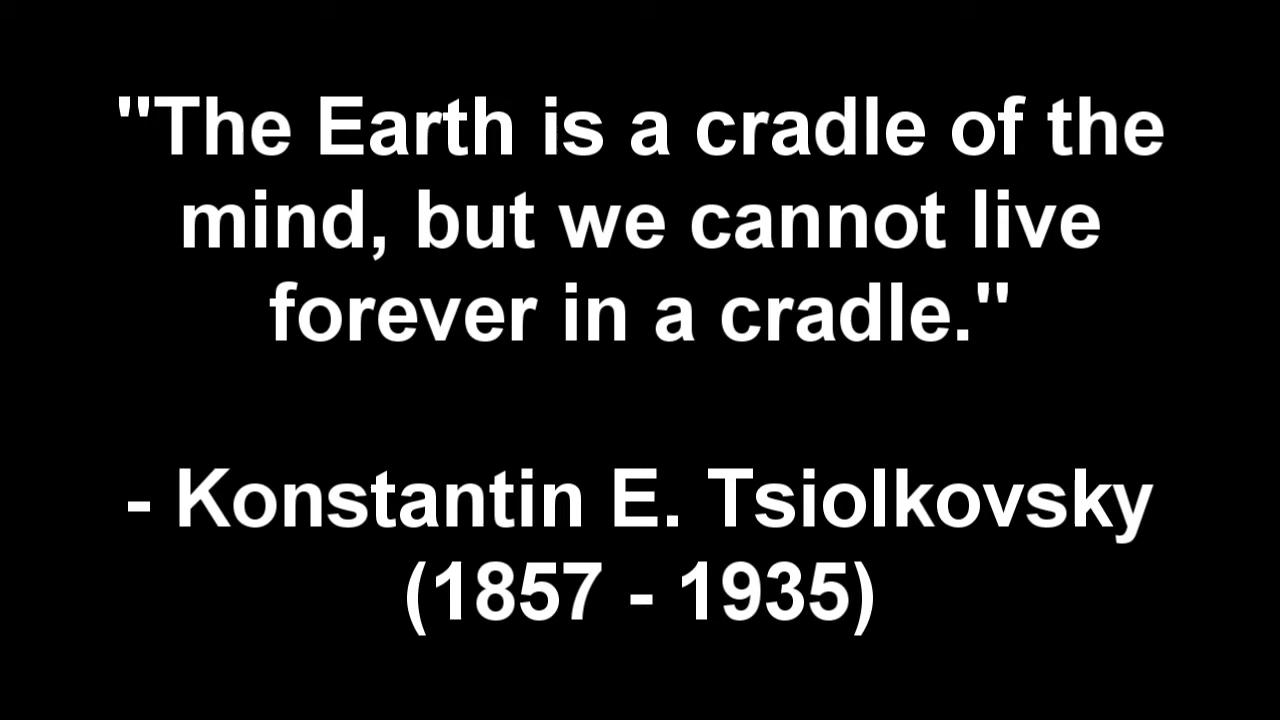 "The Earth is a cradle of the
mind, but we cannot live
forever in a cradle."
- Konstantin E. Tsiolkovsky
(1857 - 1935)